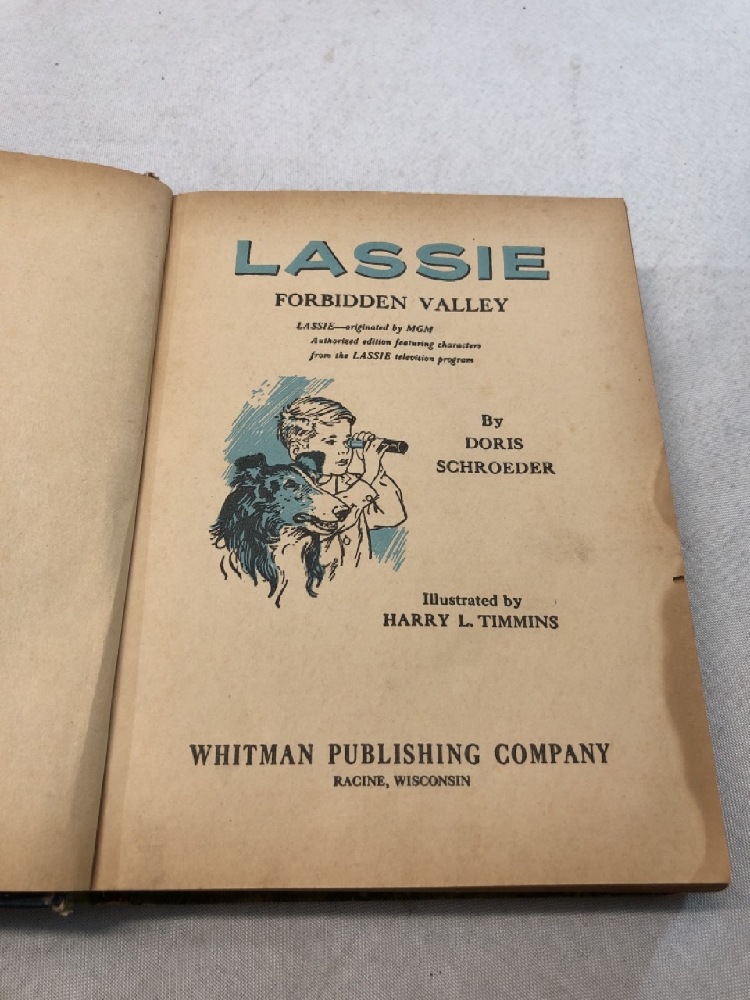 LASSIE
FORBIDDEN VALLEY
LASSIE—originated by MGM
Authorized edition featuring characters
from the LASSIE television program
By
DORIS
SCHROEDER
Illustrated by
HARRY L. TIMMINS
WHITMAN PUBLISHING COMPANY
RACINE, WISCONSIN